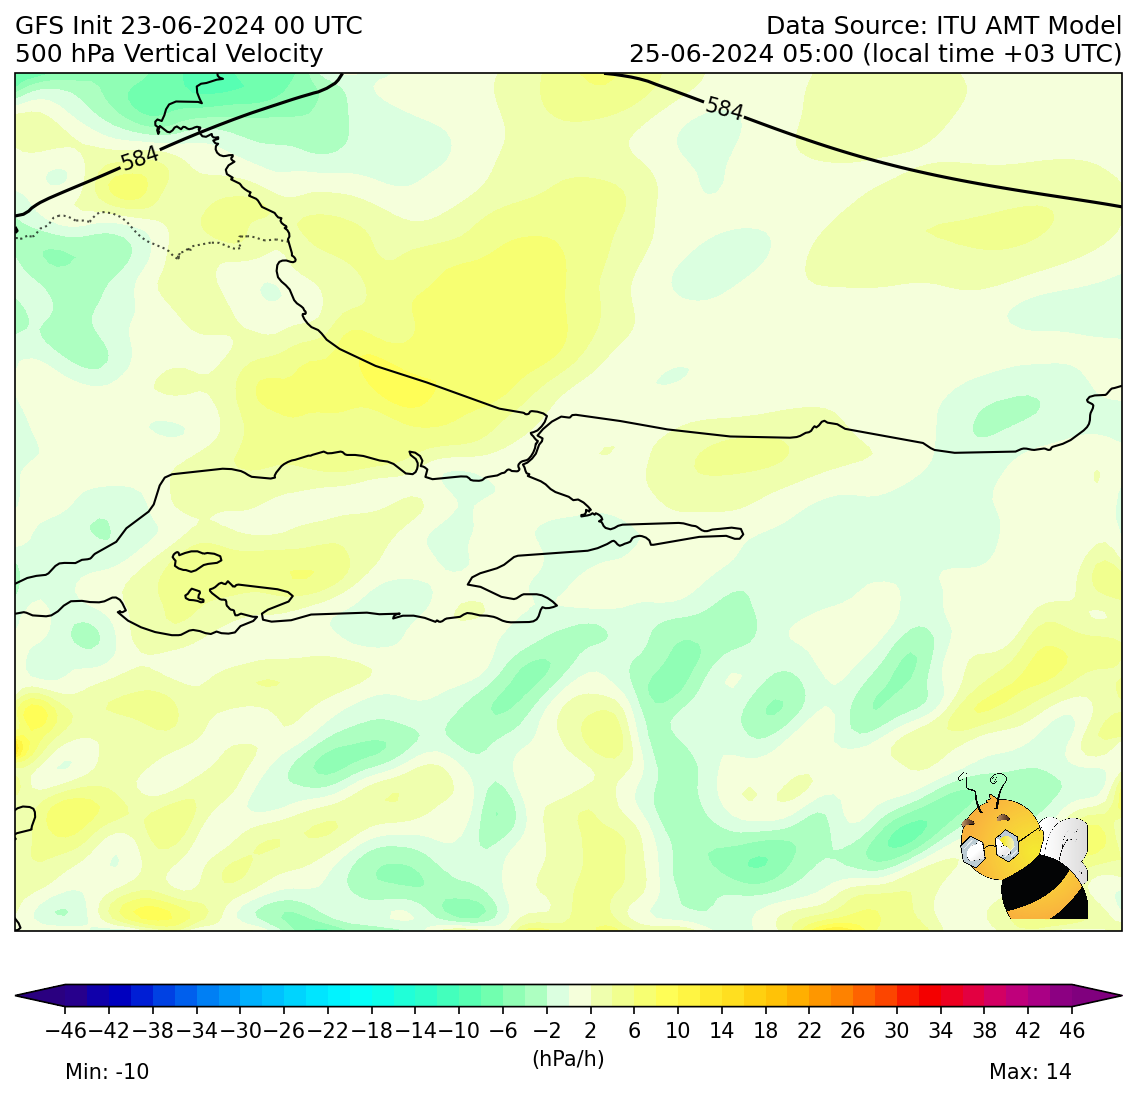 GFS Init 23-06-2024 00 UTC
Data Source: ITU AMT Model
500 hPa Vertical Velocity
25-06-2024 05:00 (local time +03 UTC)
584
584
−46 −42 −38 −34 −30 −26 −22 −18 −14 −10 −6 −2 2 6 10 14 18 22 26 30 34 38 42 46
(hPa/h)
Min: -10
Max: 14